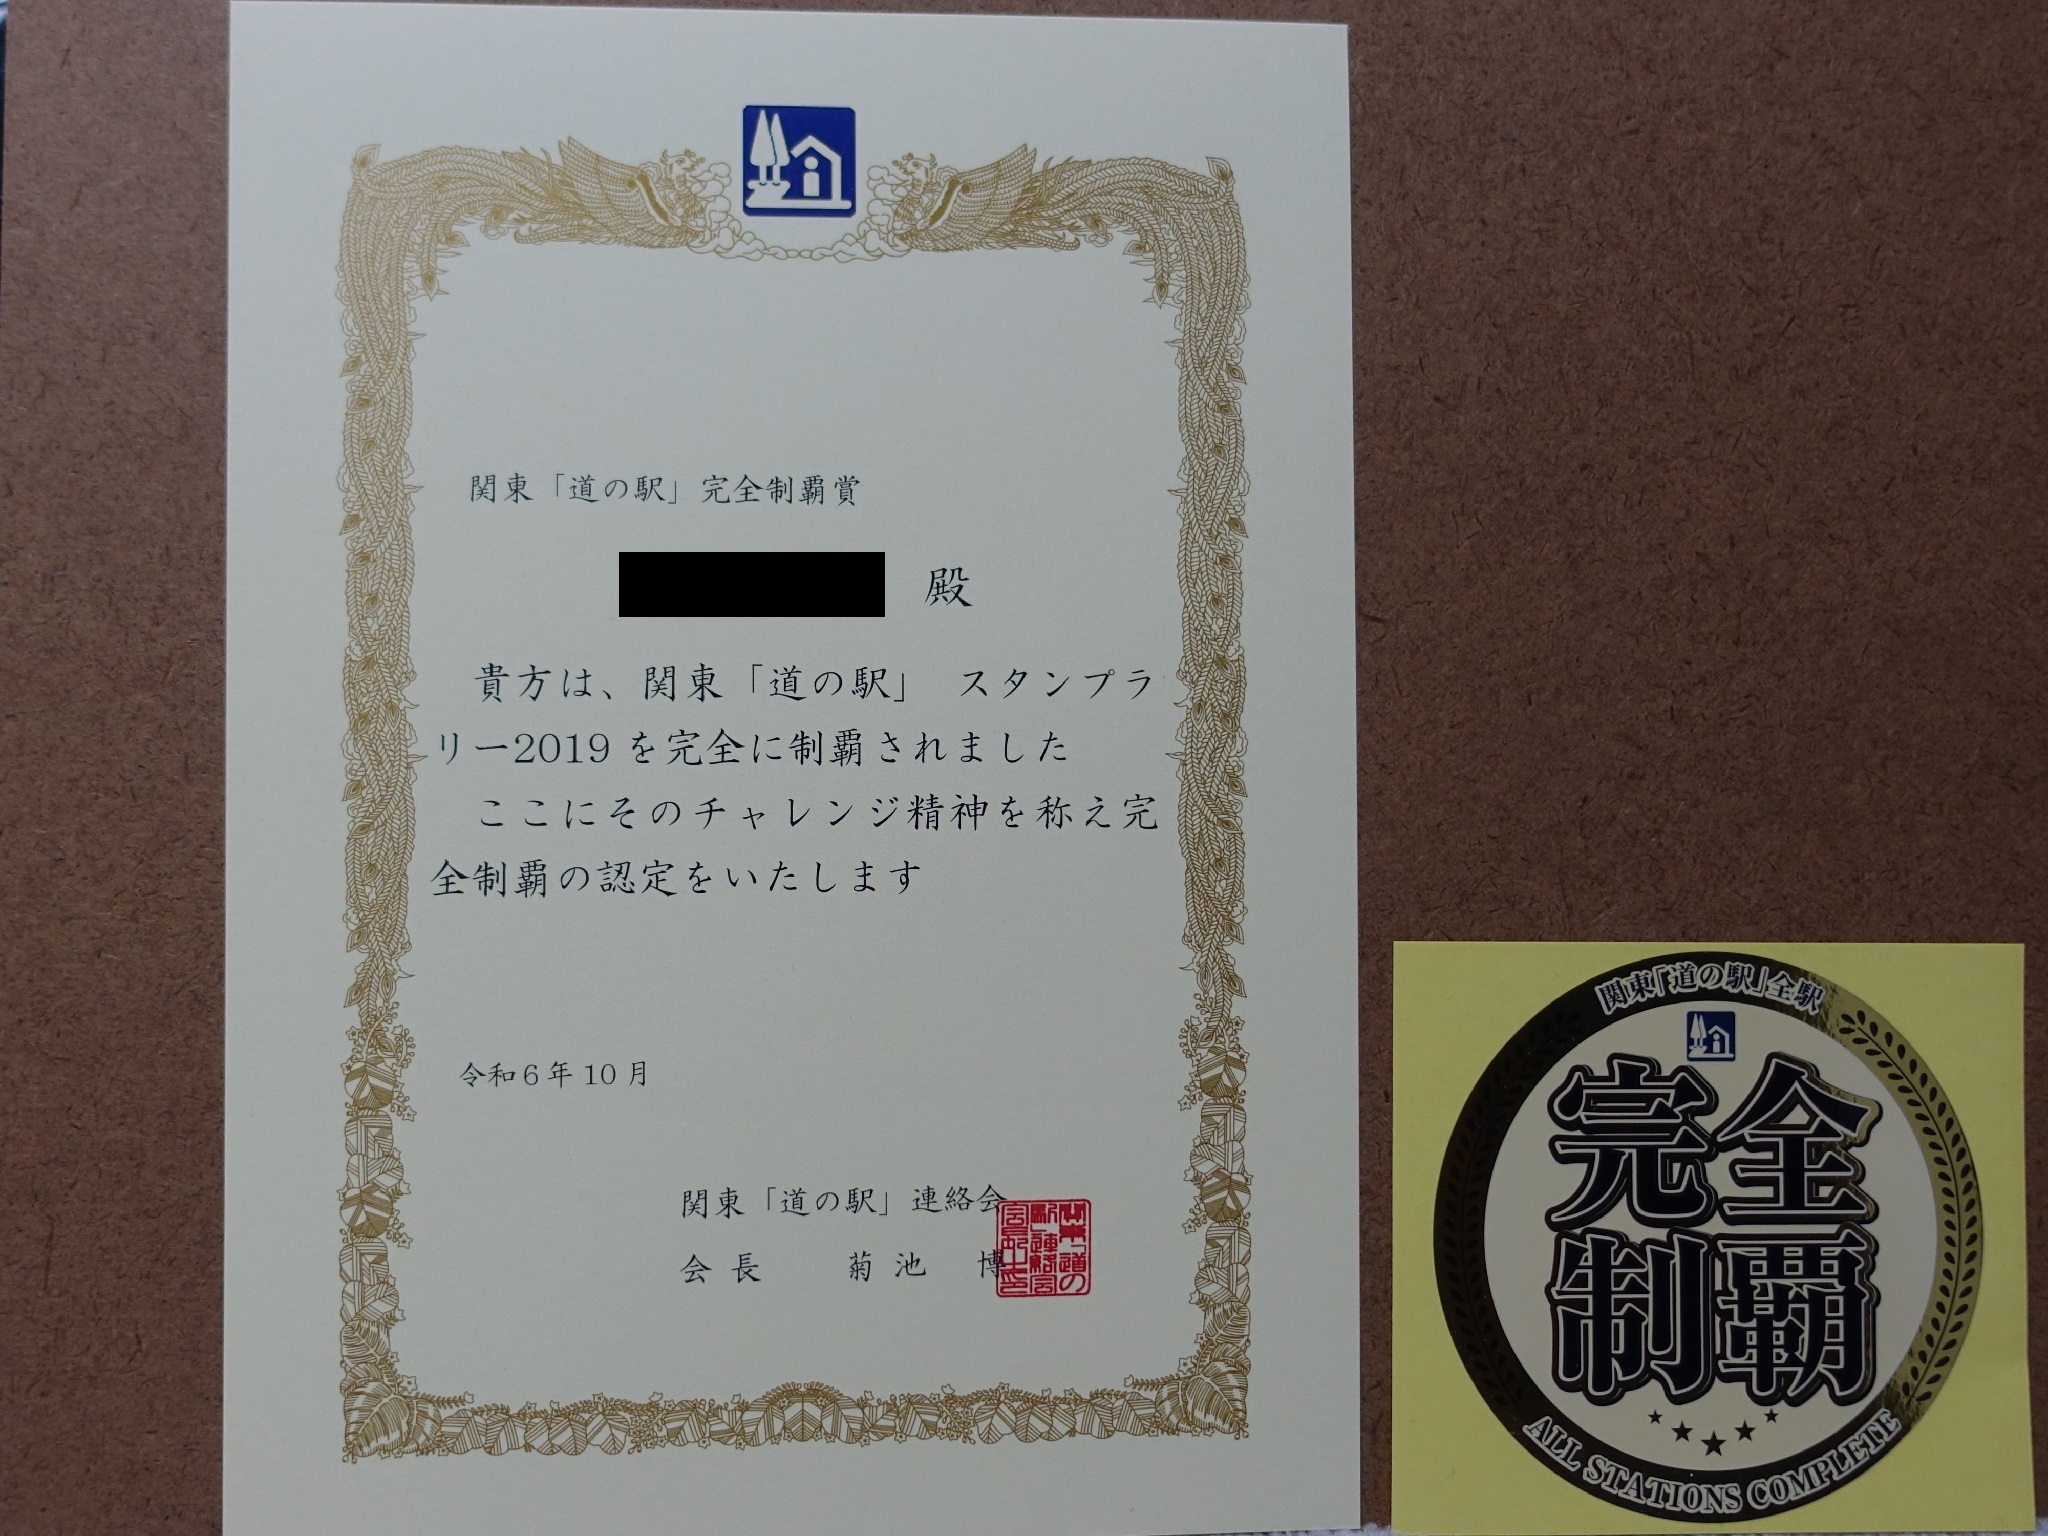 関東「道の駅」完全制覇賞
殿
貴方は、関東「道の駅」 スタンプラ
リー2019 を完全に制覇されました
ここにそのチャレンジ精神を称え完
全制覇の認定をいたします
令和6年 10 月
関東「道の駅」連絡会
会長 菊池 博
関東「道の駅」全駅
完全
制覇
ALL STATIONS COMPLETE